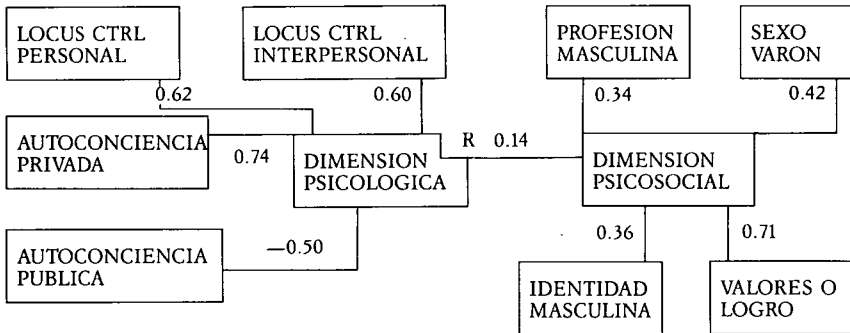 LOCUS CTRL
PERSONAL
LOCUS CTRL
INTERPERSONAL
PROFESION
MASCULINA
SEXO
VARON
0.62
0.60
0.34
0.42
AUTOCONCIENCIA
PRIVADA
0.74
DIMENSION
PSICOLOGICA
R 0.14
DIMENSION
PSICOSOCIAL
AUTOCONCIENCIA
PUBLICA
—0.50
0.36
0.71
IDENTIDAD
MASCULINA
VALORES O
LOGRO